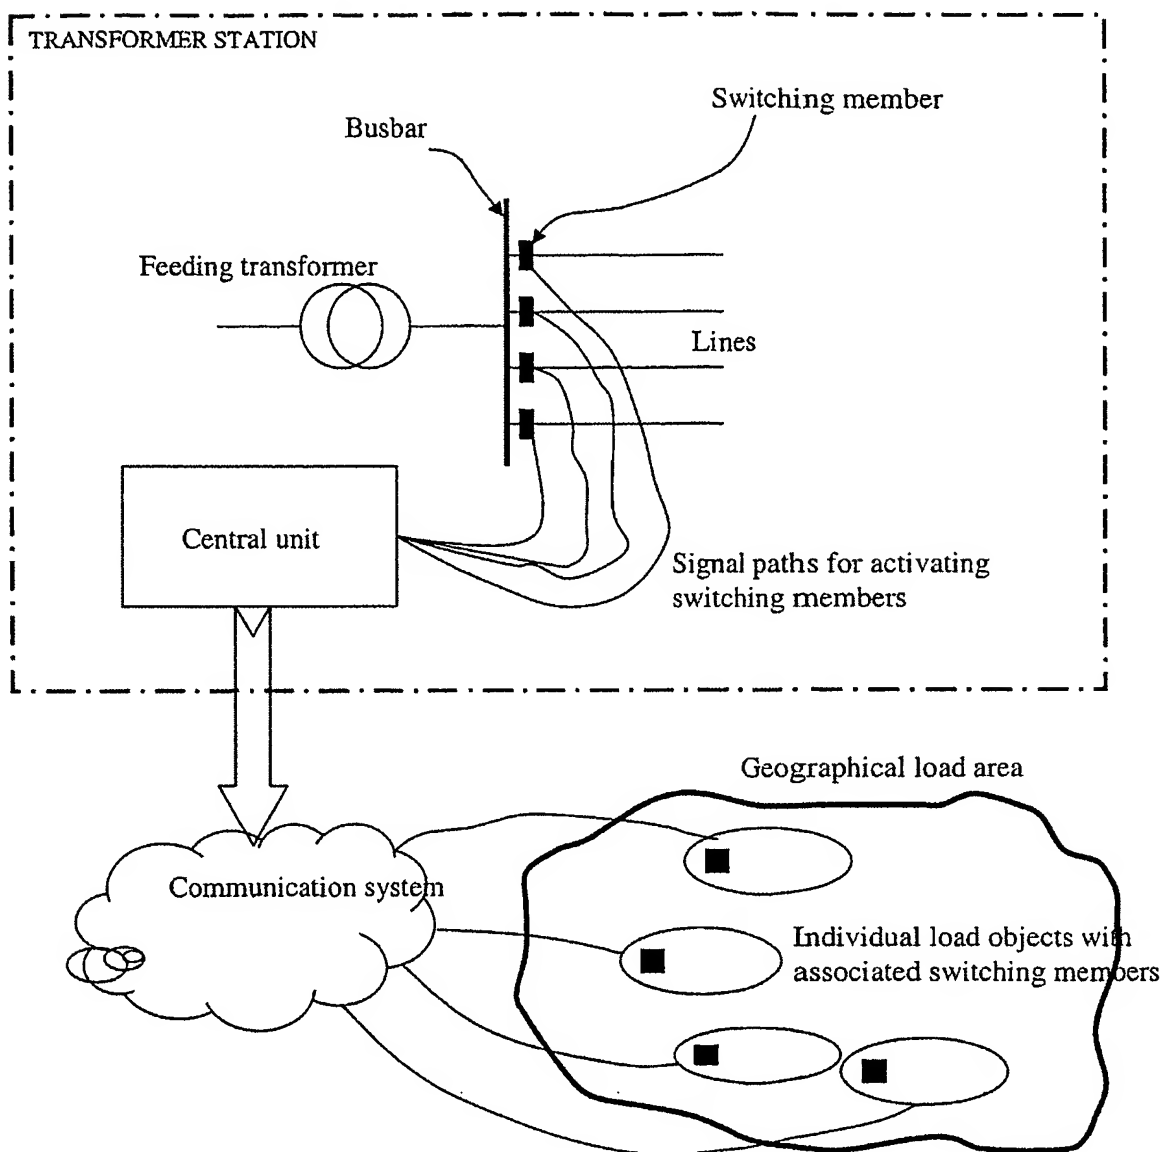 TRANSFORMER STATION
Switching member
Busbar
Feeding transformer
Lines
Central unit
Signal paths for activating
switching members
Geographical load area
Communication system
Individual load objects with
associated switching members